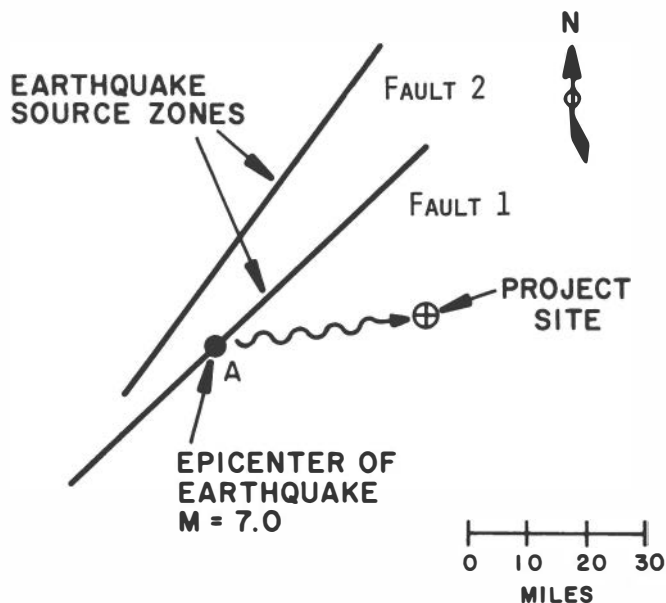 N
EARTHQUAKE
SOURCE ZONES
FAULT 2
FAULT 1
PROJECT
SITE
A
EPICENTER OF
EARTHQUAKE
M = 7.0
0 10 20 30
MILES